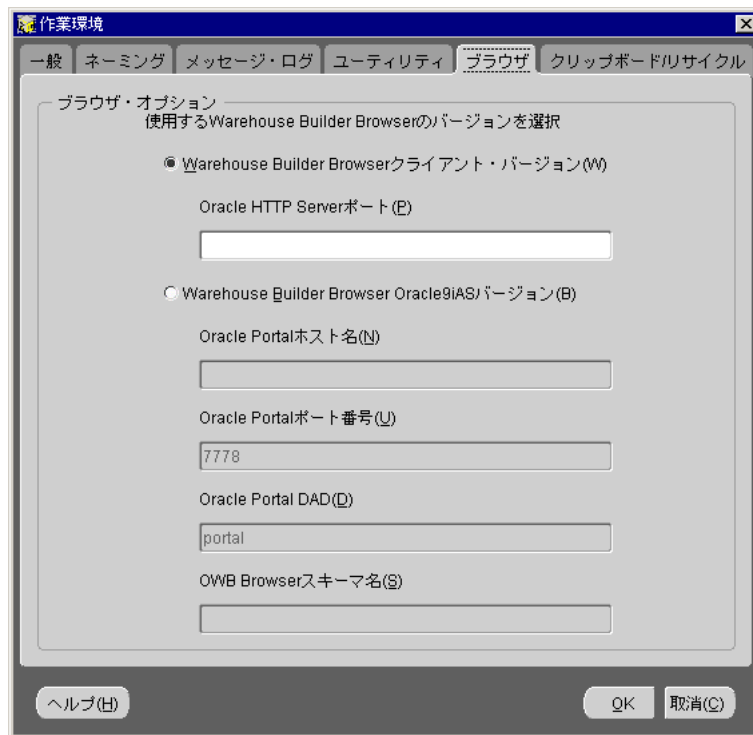 作業環境
一般 ネーミング メッセージ・ログ ユーティリティ ブラウザ クリップボード/リサイクル
ブラウザ・オプション
使用するWarehouse Builder Browserのバージョンを選択
Warehouse Builder Browserクライアント・バージョン(W)
Oracle HTTP Serverポート(P)
Warehouse Builder Browser Oracle9iASバージョン(B)
Oracle Portalホスト名(N)
Oracle Portalポート番号(U)
7778
Oracle Portal DAD(D)
portal
OWB Browserスキーマ名(S)
ヘルプ(H) OK 取消(C)